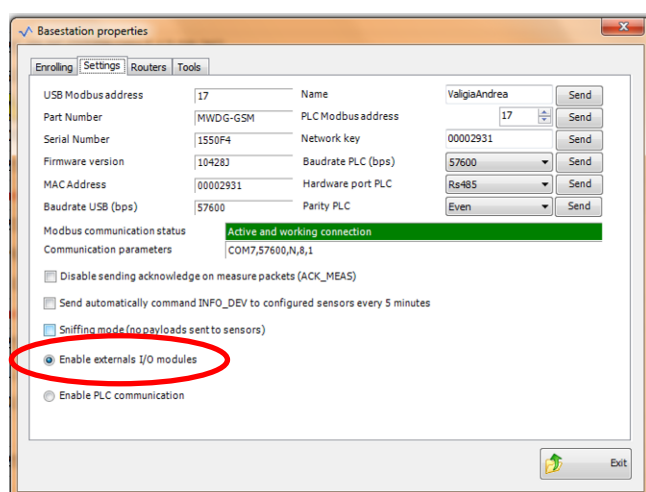 Basestation properties
Enrolling Settings Routers Tools
USB Modbus address 17 Name ValigiaAndrea Send
Part Number MWDG-GSM PLC Modbus address 17 Send
Serial Number 1550F4 Network key 00002931 Send
Firmware version 10428J Baudrate PLC (bps) 57600 Send
MAC Address 00002931 Hardware port PLC Rs485 Send
Baudrate USB (bps) 57600 Parity PLC Even Send
Modbus communication status Active and working connection
Communication parameters COM7,57600,N,8,1
Disable sending acknowledge on measure packets (ACK_MEAS)
Send automatically command INFO_DEV to configured sensors every 5 minutes
Sniffing mode (no payloads sent to sensors)
Enable externals I/O modules
Enable PLC communication
Exit